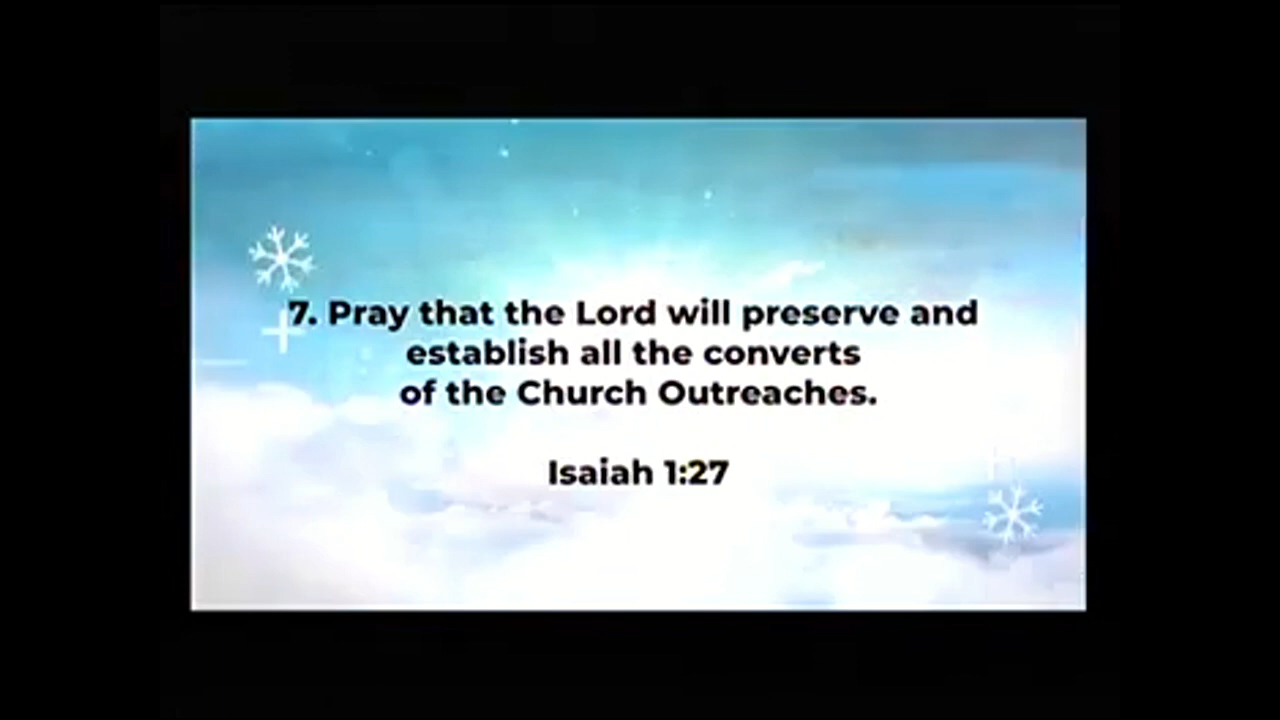 7. Pray that the Lord will preserve and
establish all the converts
of the Church Outreaches.
Isaiah 1:27